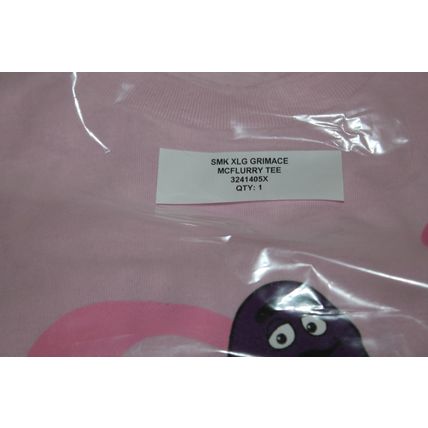 SMK XLG GRIMACE
MCFLURRY TEE
3241405X
QTY: 1